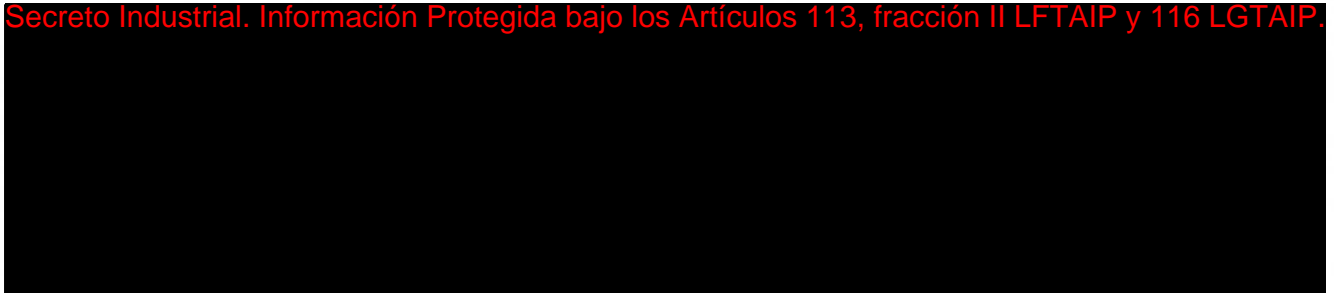 Secreto Industrial. Información Protegida bajo los Artículos 113, fracción II LFTAIP y 116 LGTAIP.